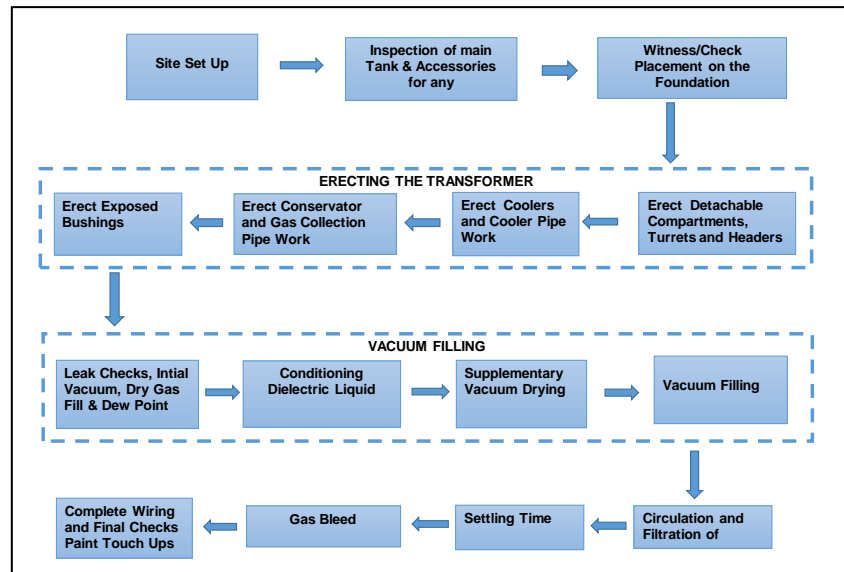 Site Set Up
Inspection of main
Tank & Accessories
for any
Witness/Check
Placement on the
Foundation
ERECTING THE TRANSFORMER
Erect Detachable
Compartments,
Turrets and Headers
Erect Coolers
and Cooler Pipe
Work
Erect Conservator
and Gas Collection
Pipe Work
Erect Exposed
Bushings
VACUUM FILLING
Leak Checks, Intial
Vacuum, Dry Gas
Fill & Dew Point
Conditioning
Dielectric Liquid
Supplementary
Vacuum Drying
Vacuum Filling
Circulation and
Filtration of
Settling Time
Gas Bleed
Complete Wiring
and Final Checks
Paint Touch Ups